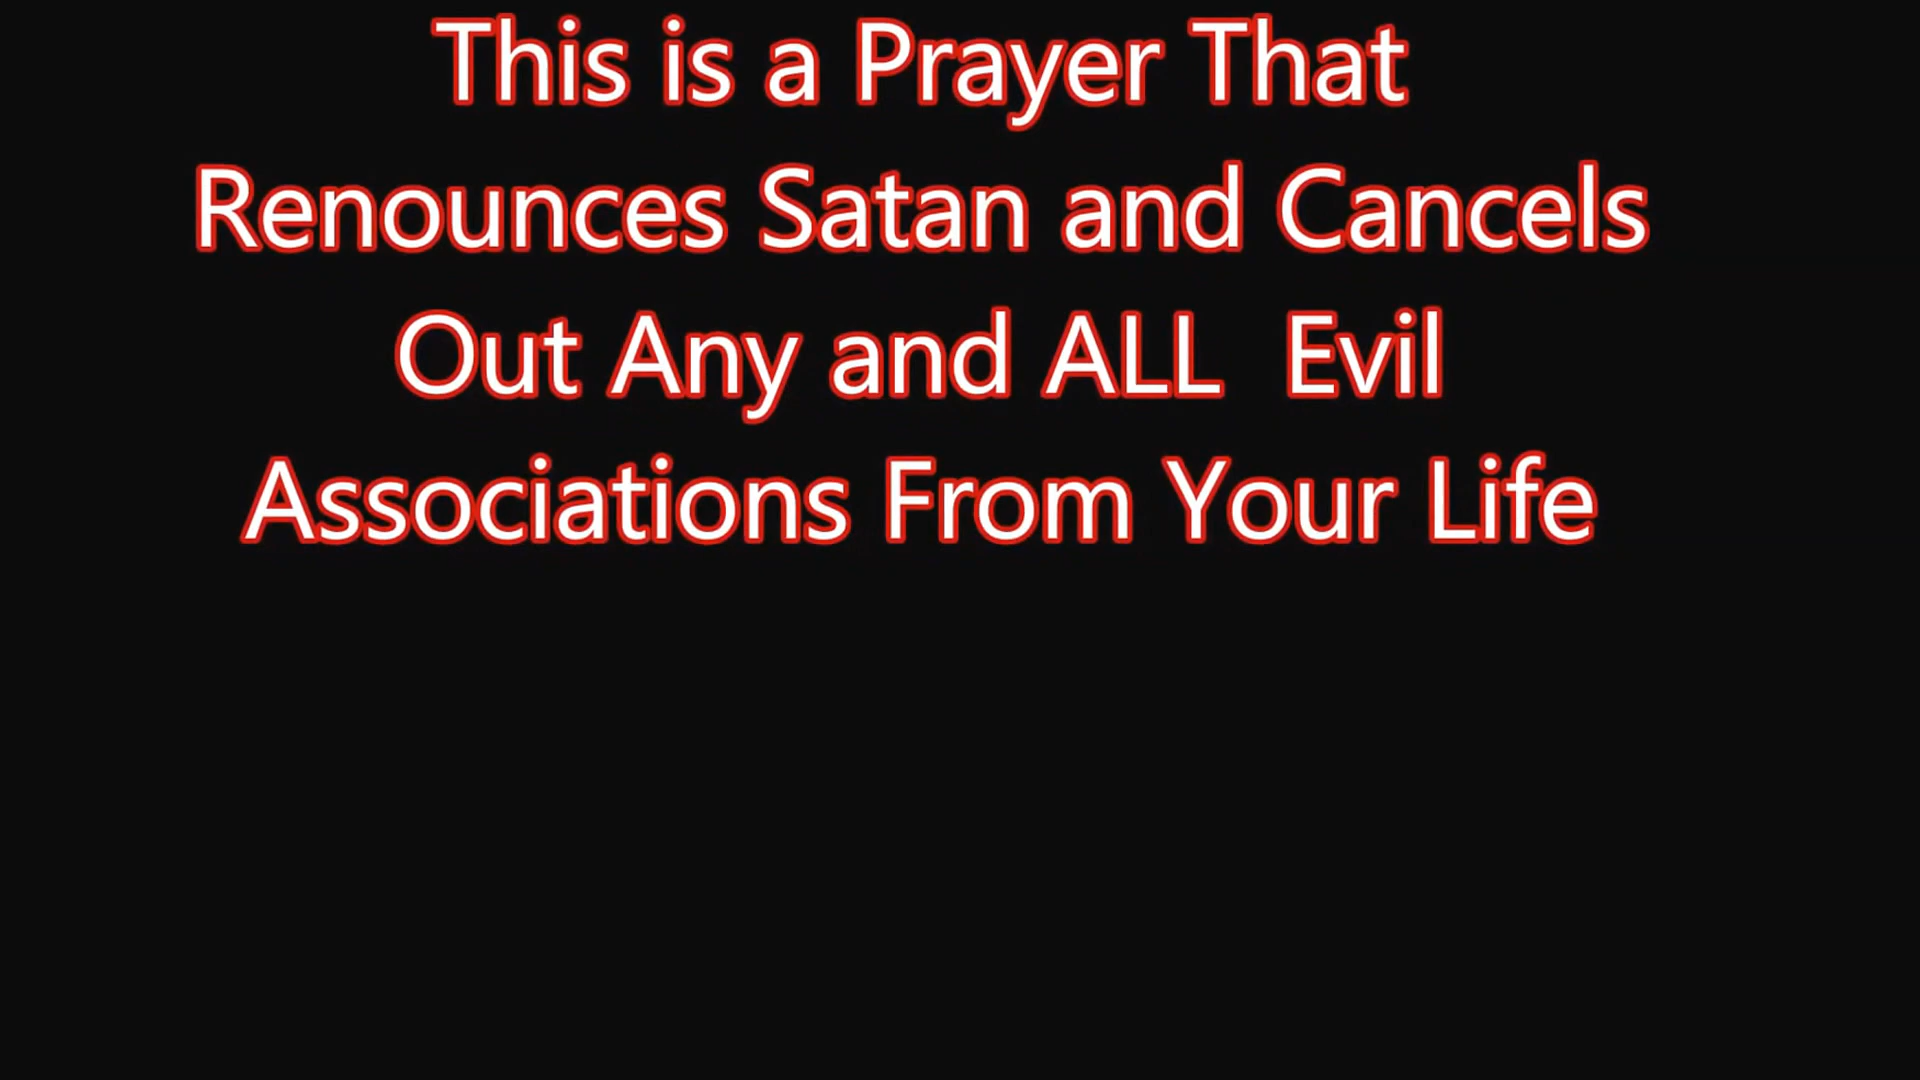 This is a Prayer That
Renounces Satan and Cancels
Out Any and ALL  Evil
Associations From Your Life